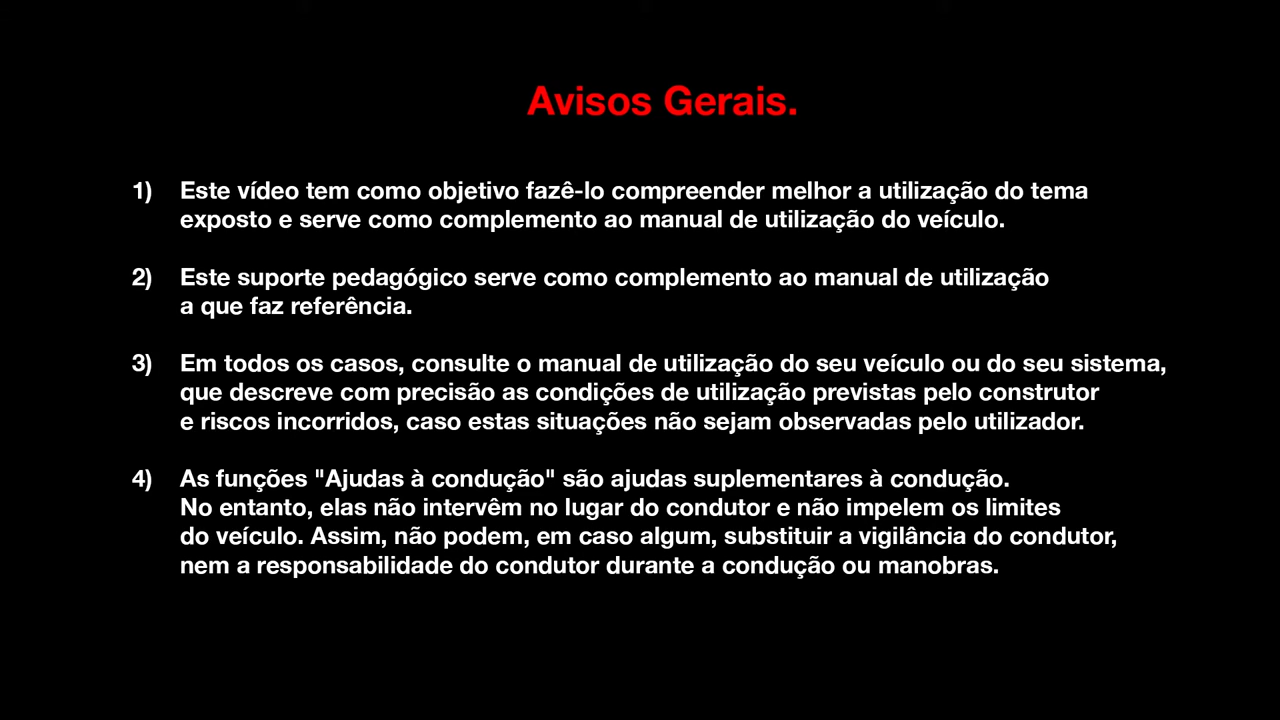 Avisos Gerais.
1) Este vídeo tem como objetivo fazê-lo compreender melhor a utilização do tema
exposto e serve como complemento ao manual de utilização do veículo.
2) Este suporte pedagógico serve como complemento ao manual de utilização
a que faz referência.
3) Em todos os casos, consulte o manual de utilização do seu veículo ou do seu sistema,
que descreve com precisão as condições de utilização previstas pelo construtor
e riscos incorridos, caso estas situações não sejam observadas pelo utilizador.
4) As funções "Ajudas à condução" são ajudas suplementares à condução.
No entanto, elas não intervêm no lugar do condutor e não impelem os limites
do veículo. Assim, não podem, em caso algum, substituir a vigilância do condutor,
nem a responsabilidade do condutor durante a condução ou manobras.